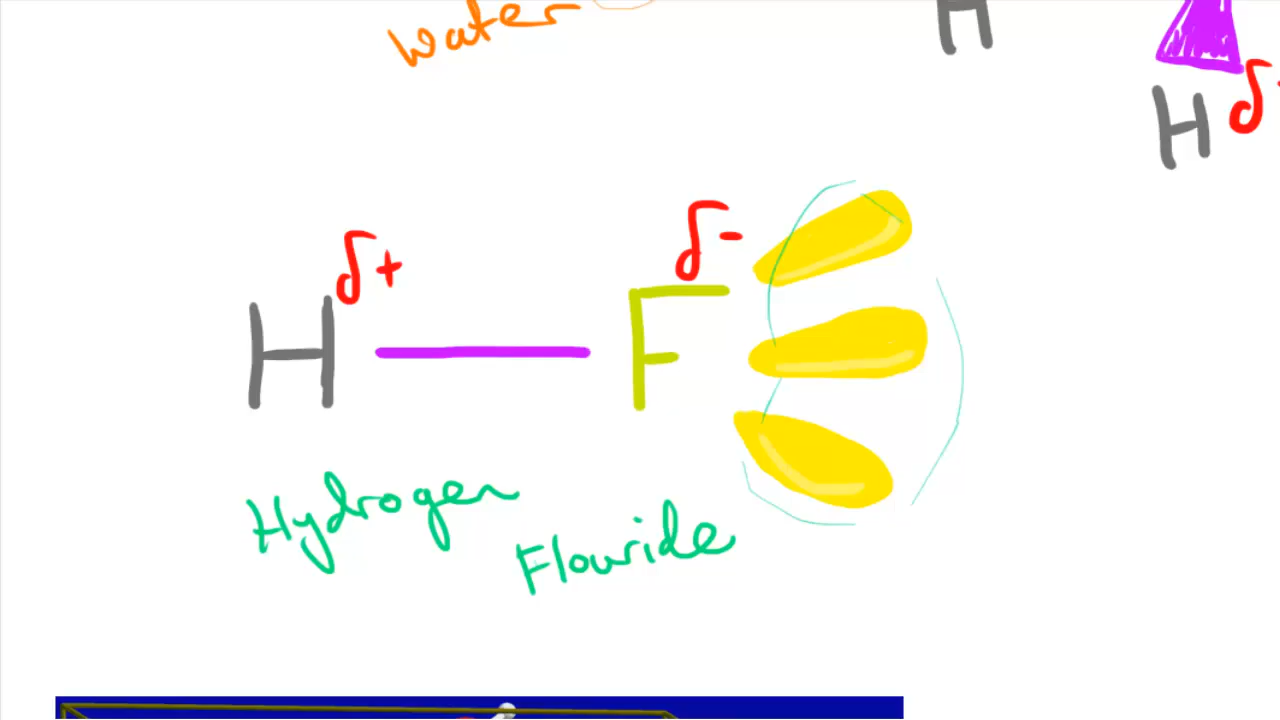 water
H
H δ
H δ+ F δ-
Hydrogen
Flouride